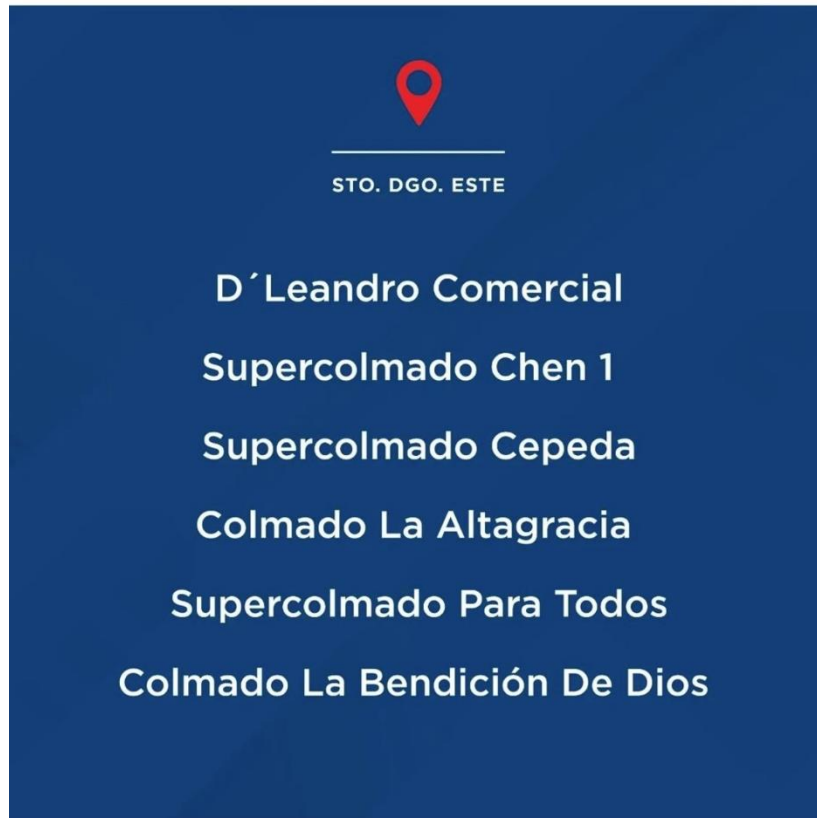 STO. DGO. ESTE
D´Leandro Comercial
Supercolmado Chen 1
Supercolmado Cepeda
Colmado La Altagracia
Supercolmado Para Todos
Colmado La Bendición De Dios